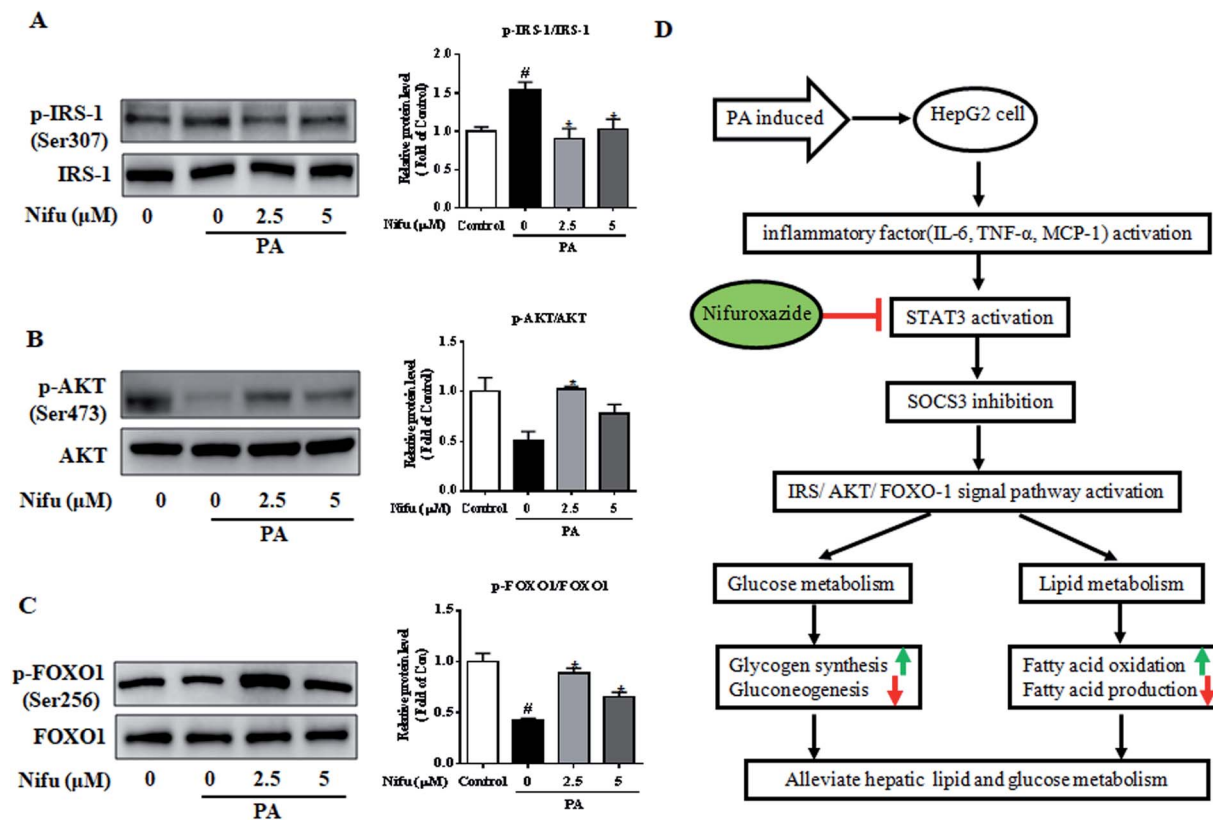 A
p-IRS-1
(Ser307)
IRS-1
Nifu (μM) 0 0 2.5 5
PA
p-IRS-1/IRS-1
Relative protein level
( Fold of Control)
2.0
1.5
1.0
0.5
0.0
#
*
*
Nifu (μM) Control 0 2.5 5
PA
B
p-AKT
(Ser473)
AKT
Nifu (μM) 0 0 2.5 5
PA
p-AKT/AKT
Relative protein level
( Fold of Control)
1.5
1.0
0.5
0.0
*
Nifu (μM) Control 0 2.5 5
PA
C
p-FOXO1
(Ser256)
FOXO1
Nifu (μM) 0 0 2.5 5
PA
p-FOXO1/FOXO1
Relative protein level
( Fold of Con)
1.5
1.0
0.5
0.0
#
*
*
Nifu (μM) Control 0 2.5 5
PA
D
PA induced
HepG2 cell
inflammatory factor(IL-6, TNF-α, MCP-1) activation
Nifuroxazide
STAT3 activation
SOCS3 inhibition
IRS/ AKT/ FOXO-1 signal pathway activation
Glucose metabolism
Lipid metabolism
Glycogen synthesis
Gluconeogenesis
Fatty acid oxidation
Fatty acid production
Alleviate hepatic lipid and glucose metabolism